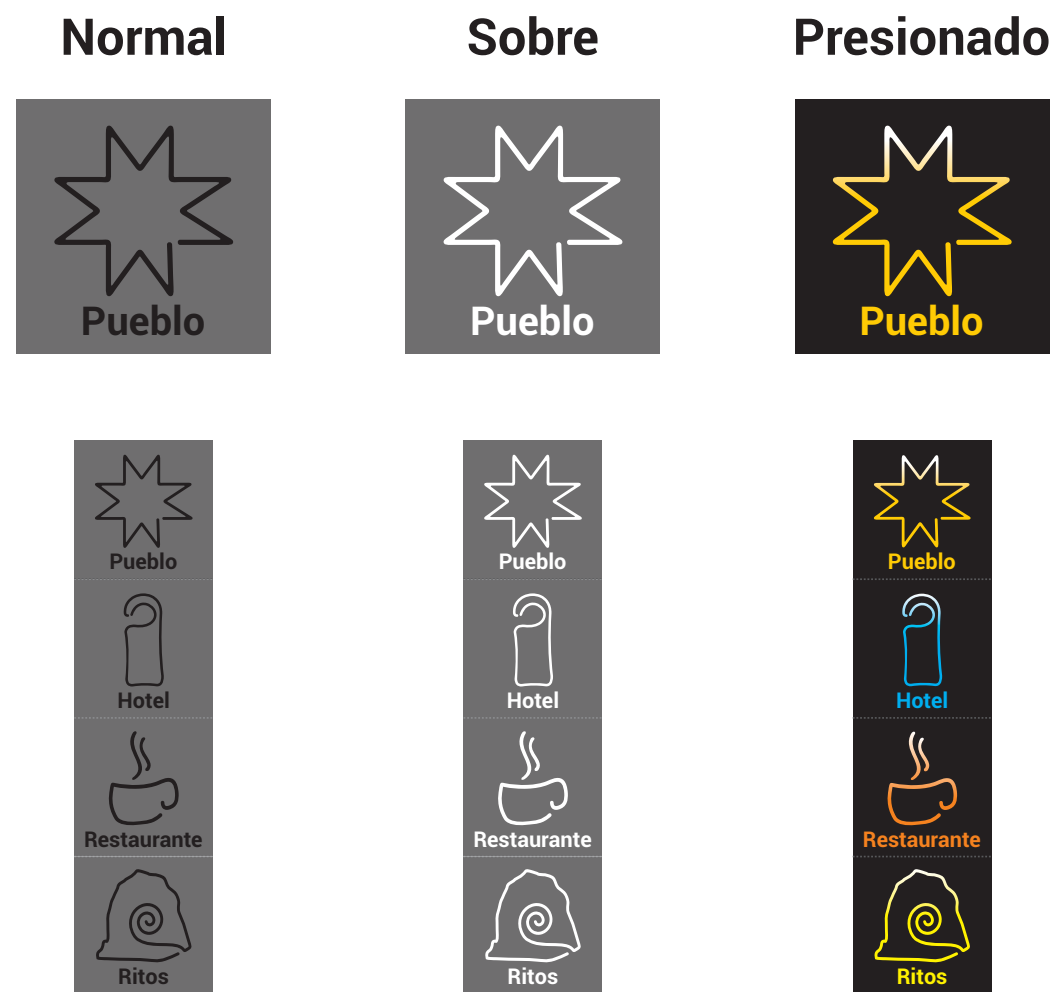 Normal
Sobre
Presionado
Pueblo
Pueblo
Pueblo
Pueblo
Pueblo
Pueblo
Hotel
Hotel
Hotel
Restaurante
Restaurante
Restaurante
Ritos
Ritos
Ritos